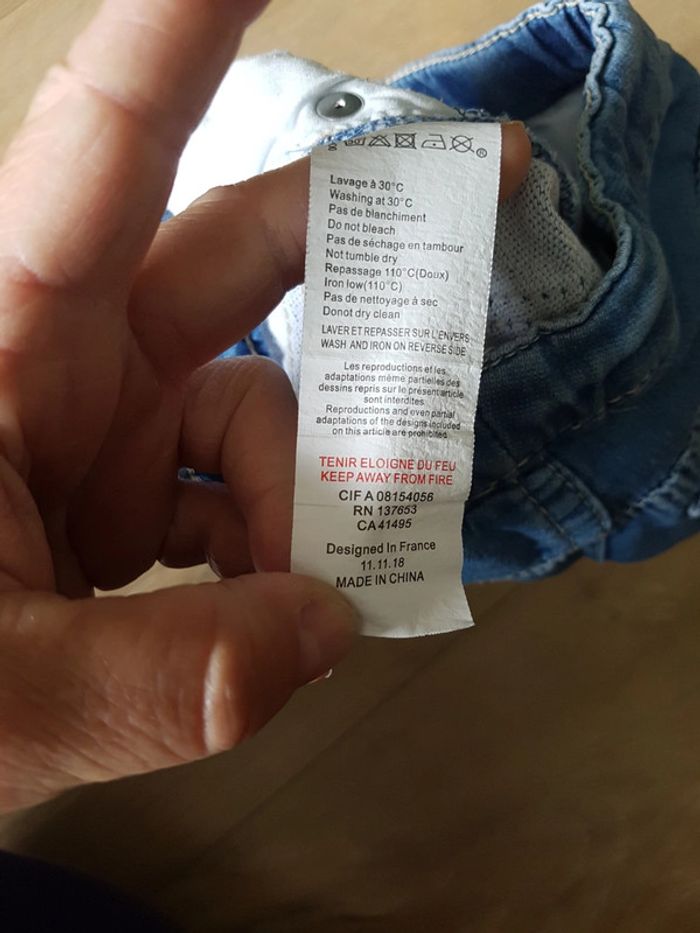 Lavage à 30°C
Washing at 30°C
Pas de blanchiment
Do not bleach
Pas de séchage en tambour
Not tumble dry
Repassage 110°C(Doux)
Iron low(110°C)
Pas de nettoyage à sec
Donot dry clean
LAVER ET REPASSER SUR L'ENVERS
WASH AND IRON ON REVERSE SIDE
Les reproductions et les
adaptations même partielles des
dessins repris sur le présent article
sont interdites.
Reproductions and even partial
adaptations of the designs included
on this article are prohibited.
TENIR ELOIGNE DU FEU
KEEP AWAY FROM FIRE
CIF A 08154056
RN 137653
CA 41495
Designed In France
11.11.18
MADE IN CHINA